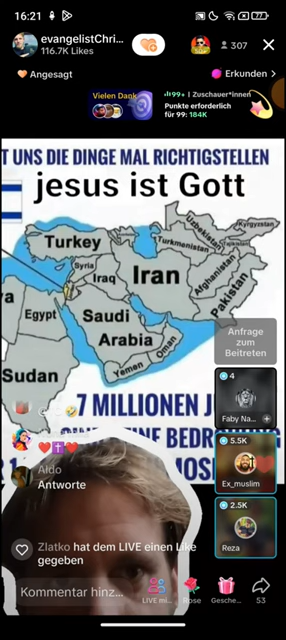 16:21
77
evangelistChri...
116.7K Likes
307
Angesagt
Erkunden >
Vielen Dank
99+ | Zuschauer*innen
Punkte erforderlich
für 99: 184K
T UNS DIE DINGE MAL RICHTIGSTELLEN
jesus ist Gott
Kyrgyzstan
Uzbekistan
Tajikistan
Turkmenistan
Turkey
Syria
Iran
Afghanistan
Iraq
Pakistan
Egypt
Saudi
Arabia
Oman
Yemen
Sudan
Anfrage
zum
Beitreten
4
Faby Na...
7 MILLIONEN J
5.5K
Ex_muslim
Aldo
Antworte
2.5K
Reza
Zlatko hat dem LIVE einen Like
gegeben
Kommentar hinz...
LIVE mi...
Rose
Gesche...
53